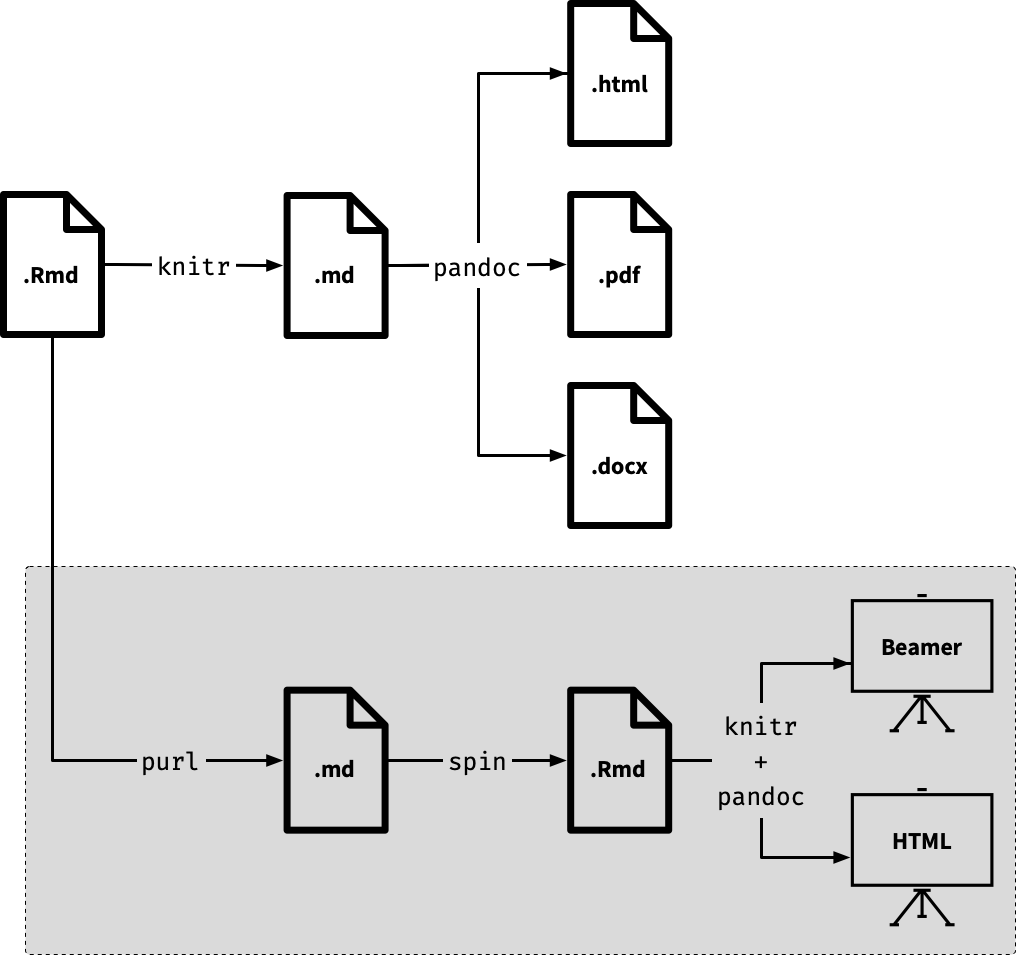 .html
.Rmd
knitr
.md
pandoc
.pdf
.docx
purl
.md
spin
.Rmd
knitr
+
pandoc
Beamer
HTML